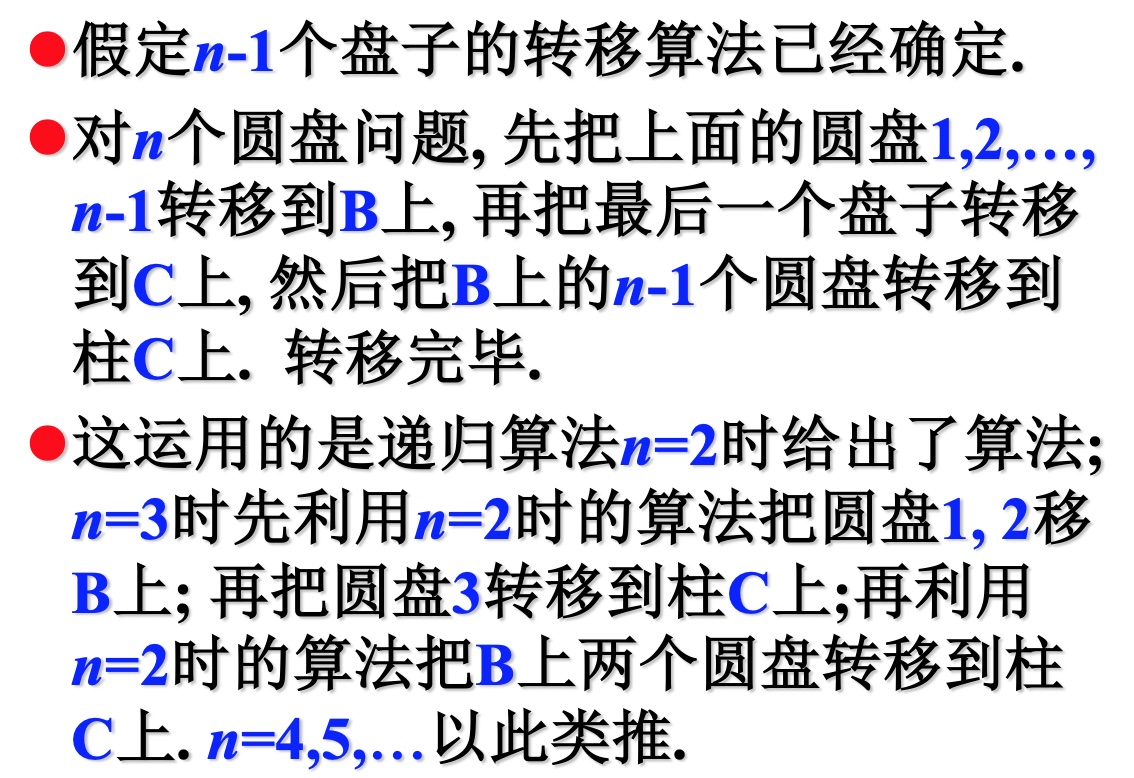 ●假定n-1个盘子的转移算法已经确定.
●对n个圆盘问题, 先把上面的圆盘1,2,…,
n-1转移到B上, 再把最后一个盘子转移
到C上, 然后把B上的n-1个圆盘转移到
柱C上. 转移完毕.
●这运用的是递归算法n=2时给出了算法;
n=3时先利用n=2时的算法把圆盘1, 2移
B上; 再把圆盘3转移到柱C上;再利用
n=2时的算法把B上两个圆盘转移到柱
C上. n=4,5,…以此类推.